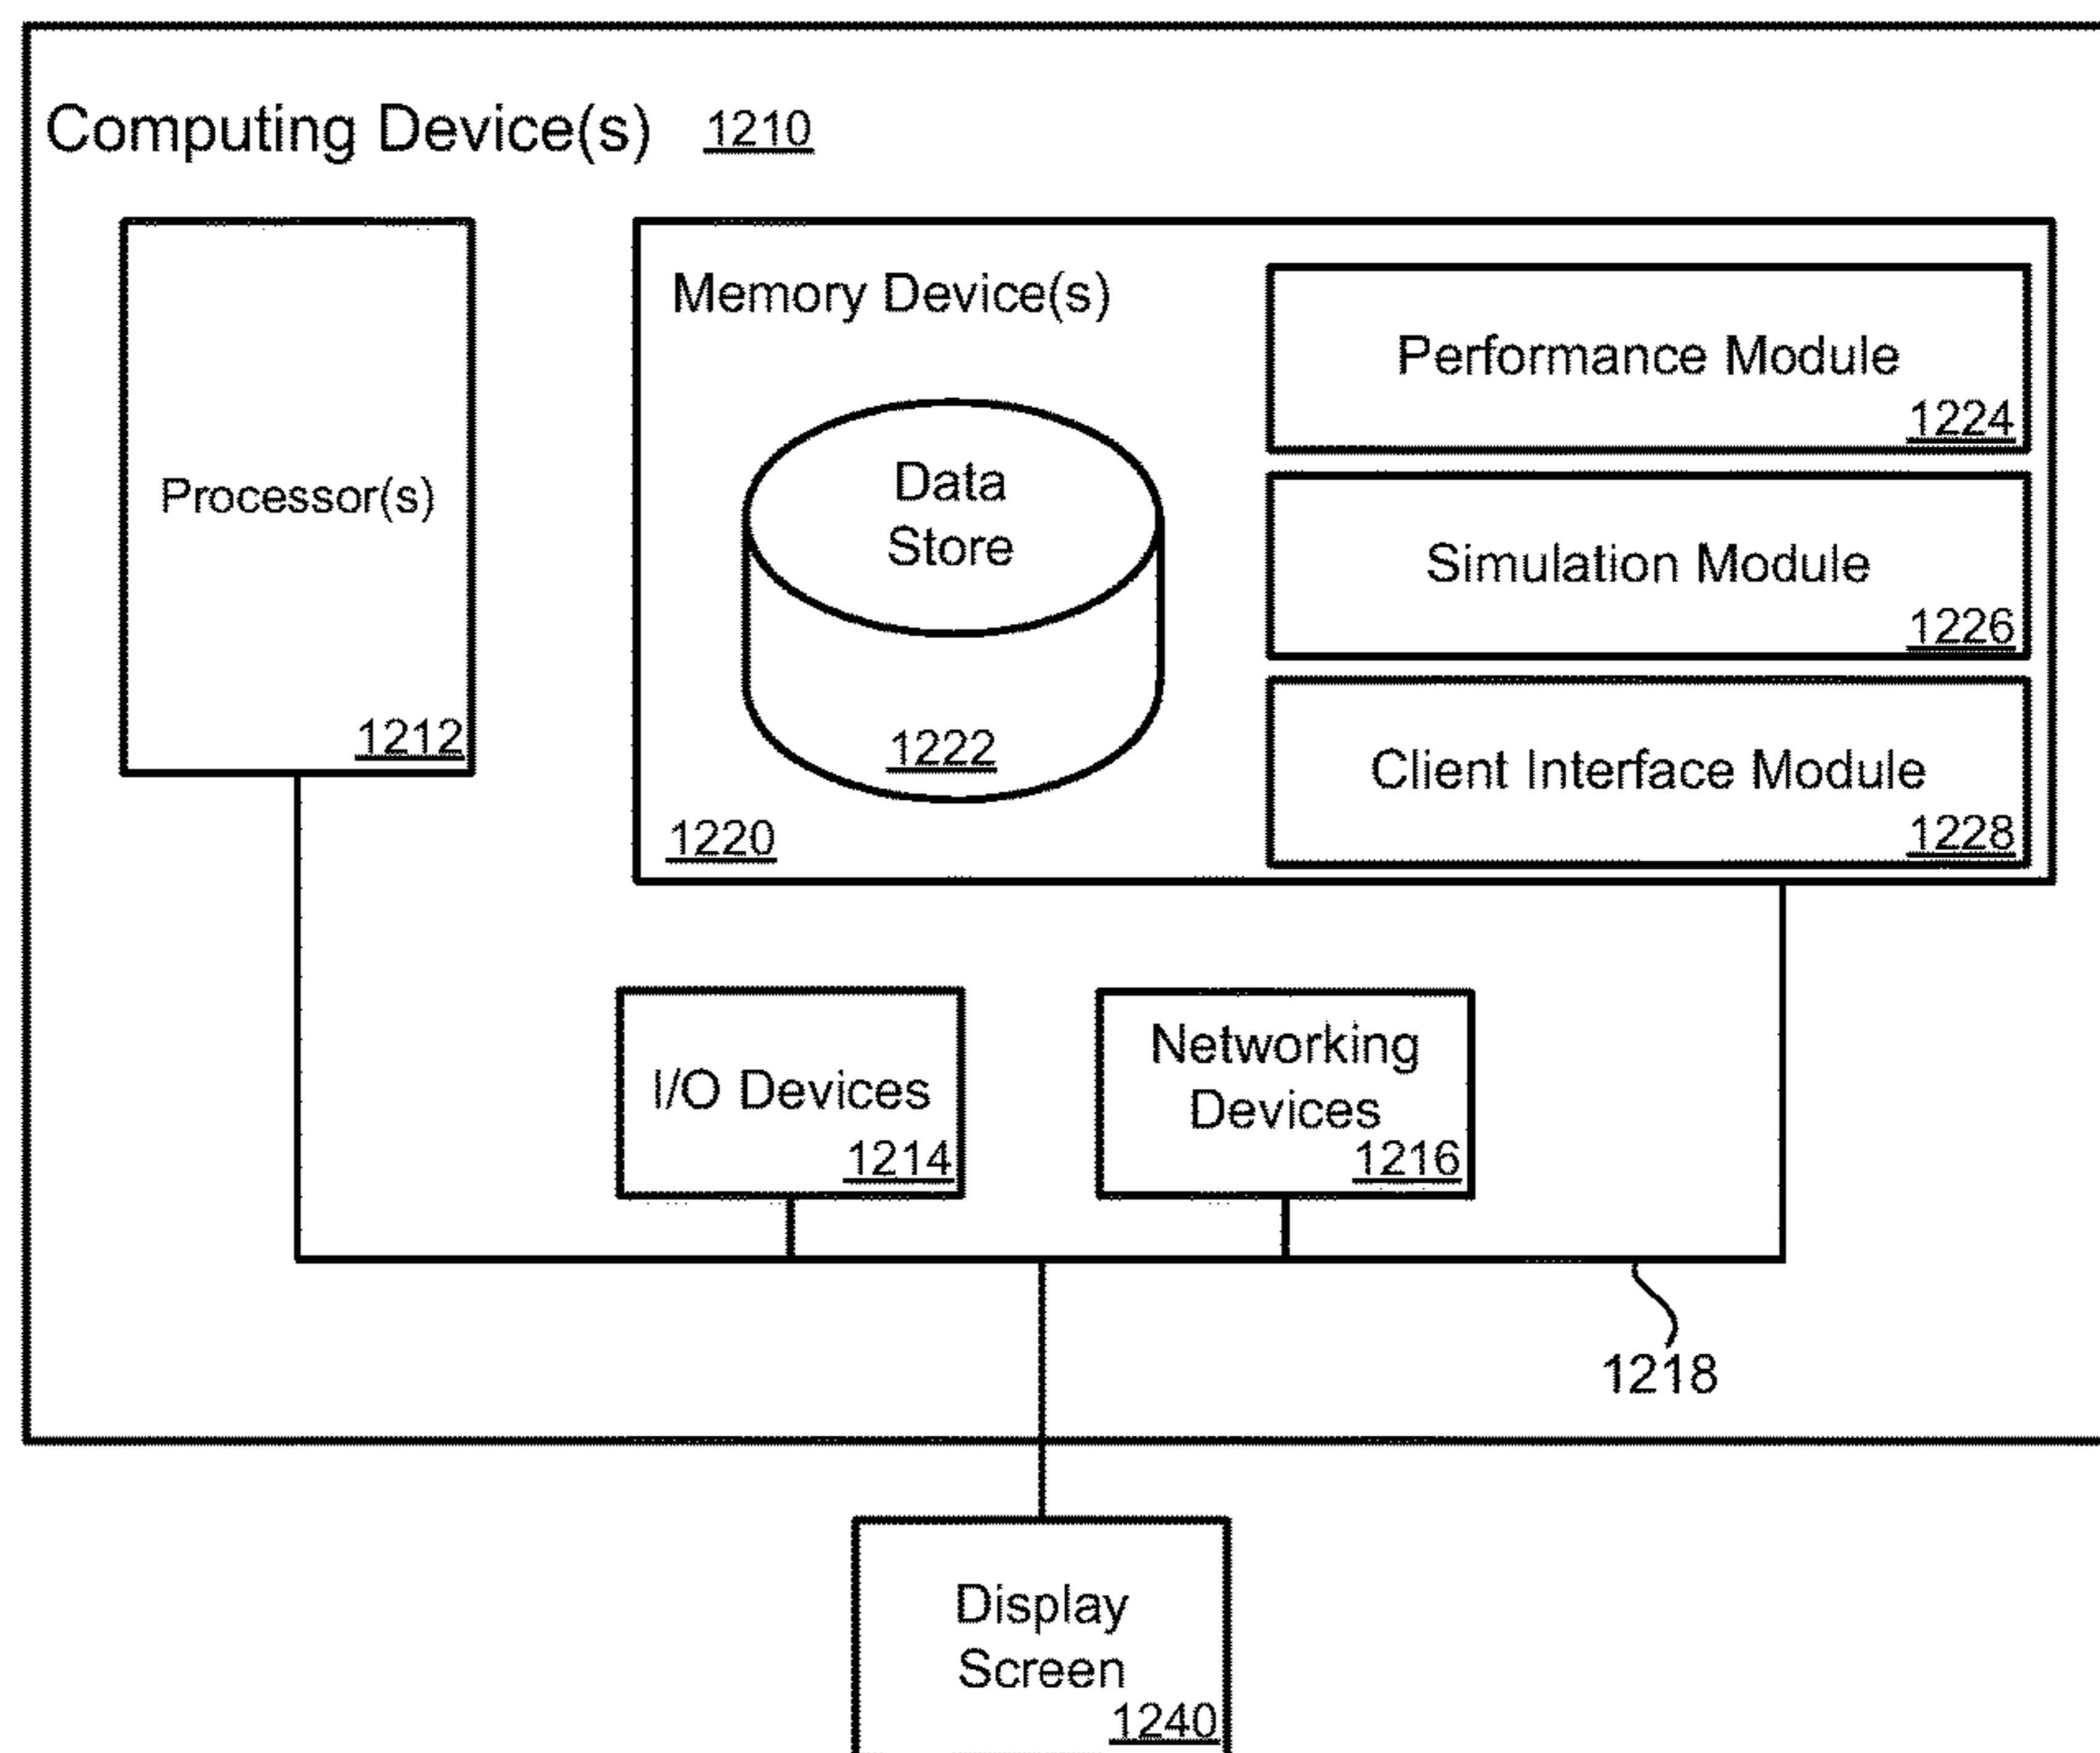 Computing Device(s) 1210
Processor(s)
1212
Memory Device(s)
Data
Store
1222
1220
Performance Module
1224
Simulation Module
1226
Client Interface Module
1228
I/O Devices
1214
Networking
Devices
1216
1218
Display
Screen
1240